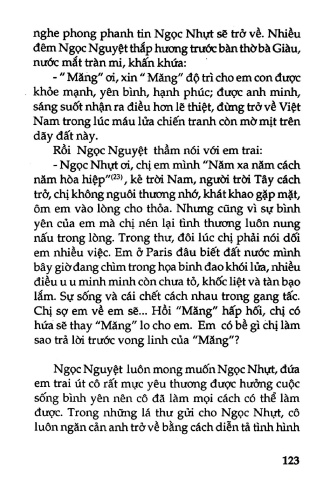 nghe phong phanh tin Ngọc Nhựt sẽ trở về. Nhiều
đêm Ngọc Nguyệt thắp hương trước bàn thờ bà Giàu,
nước mắt tràn mi, khấn khứa:
- “ Măng” ơi, xin “ Măng” độ trì cho em con được
khỏe mạnh, yên bình, hạnh phúc; được anh minh,
sáng suốt nhận ra điều hơn lẽ thiệt, đừng trở về Việt
Nam trong lúc máu lửa chiến tranh còn mờ mịt trên
dãy đất này.
Rồi Ngọc Nguyệt thầm nói với em trai:
- Ngọc Nhựt ơi, chị em mình “Năm xa năm cách
năm hòa hiệp”(23), kẻ trời Nam, người trời Tây cách
trở, chị không nguôi thương nhớ, khát khao gặp mặt,
ôm em vào lòng cho thỏa. Nhưng cũng vì sự bình
yên của em mà chị nén lại tình thương luôn nung
nấu trong lòng. Trong thư, đôi lúc chị phải nói dối
em nhiều việc. Em ở Paris đâu biết đất nước mình
bây giờ đang chìm trong họa binh đao khói lửa, nhiều
điều u u minh minh còn chưa tỏ, khốc liệt và tàn bạo
lắm. Sự sống và cái chết cách nhau trong gang tấc.
Chị sợ em về em sẽ... Hồi “Măng” hấp hối, chị có
hứa sẽ thay “Măng” lo cho em. Em có bề gì chị làm
sao trả lời trước vong linh của “Măng”?
Ngọc Nguyệt luôn mong muốn Ngọc Nhựt, đứa
em trai út cô rất mực yêu thương được hưởng cuộc
sống bình yên nên cô đã làm mọi cách có thể làm
được. Trong những lá thư gửi cho Ngọc Nhựt, cô
luôn ngăn cản anh trở về bằng cách diễn tả tình hình
123